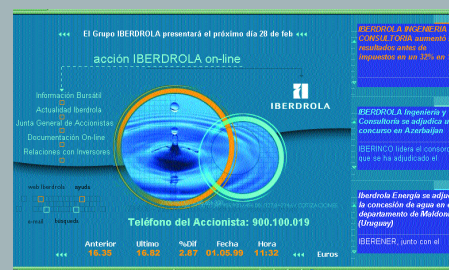 El Grupo IBERDROLA presentará el próximo día 28 de feb
acción IBERDROLA on-line
Información Bursátil
Actualidad Iberdrola
Junta General de Accionistas
Documentación On-line
Relaciones con Inversores
IBERDROLA
web Iberdrola ayuda
e-mail búsqueda
Teléfono del Accionista: 900.100.019
Anterior Ultimo %Dif Fecha Hora
16.35 16.82 2.87 01.05.99 11:32 Euros
IBERDROLA INGENIERIA
CONSULTORIA aumentó
resultados antes de
impuestos en un 32% en
IBERDROLA Ingeniería y
Consultoría se adjudica u
concurso en Azerbaijan
IBERINCO lidera el consorc
que se ha adjudicado el
Iberdrola Energía se adju
la concesión de agua en
departamento de Maldon
(Uruguay)
IBERENER, junto con el